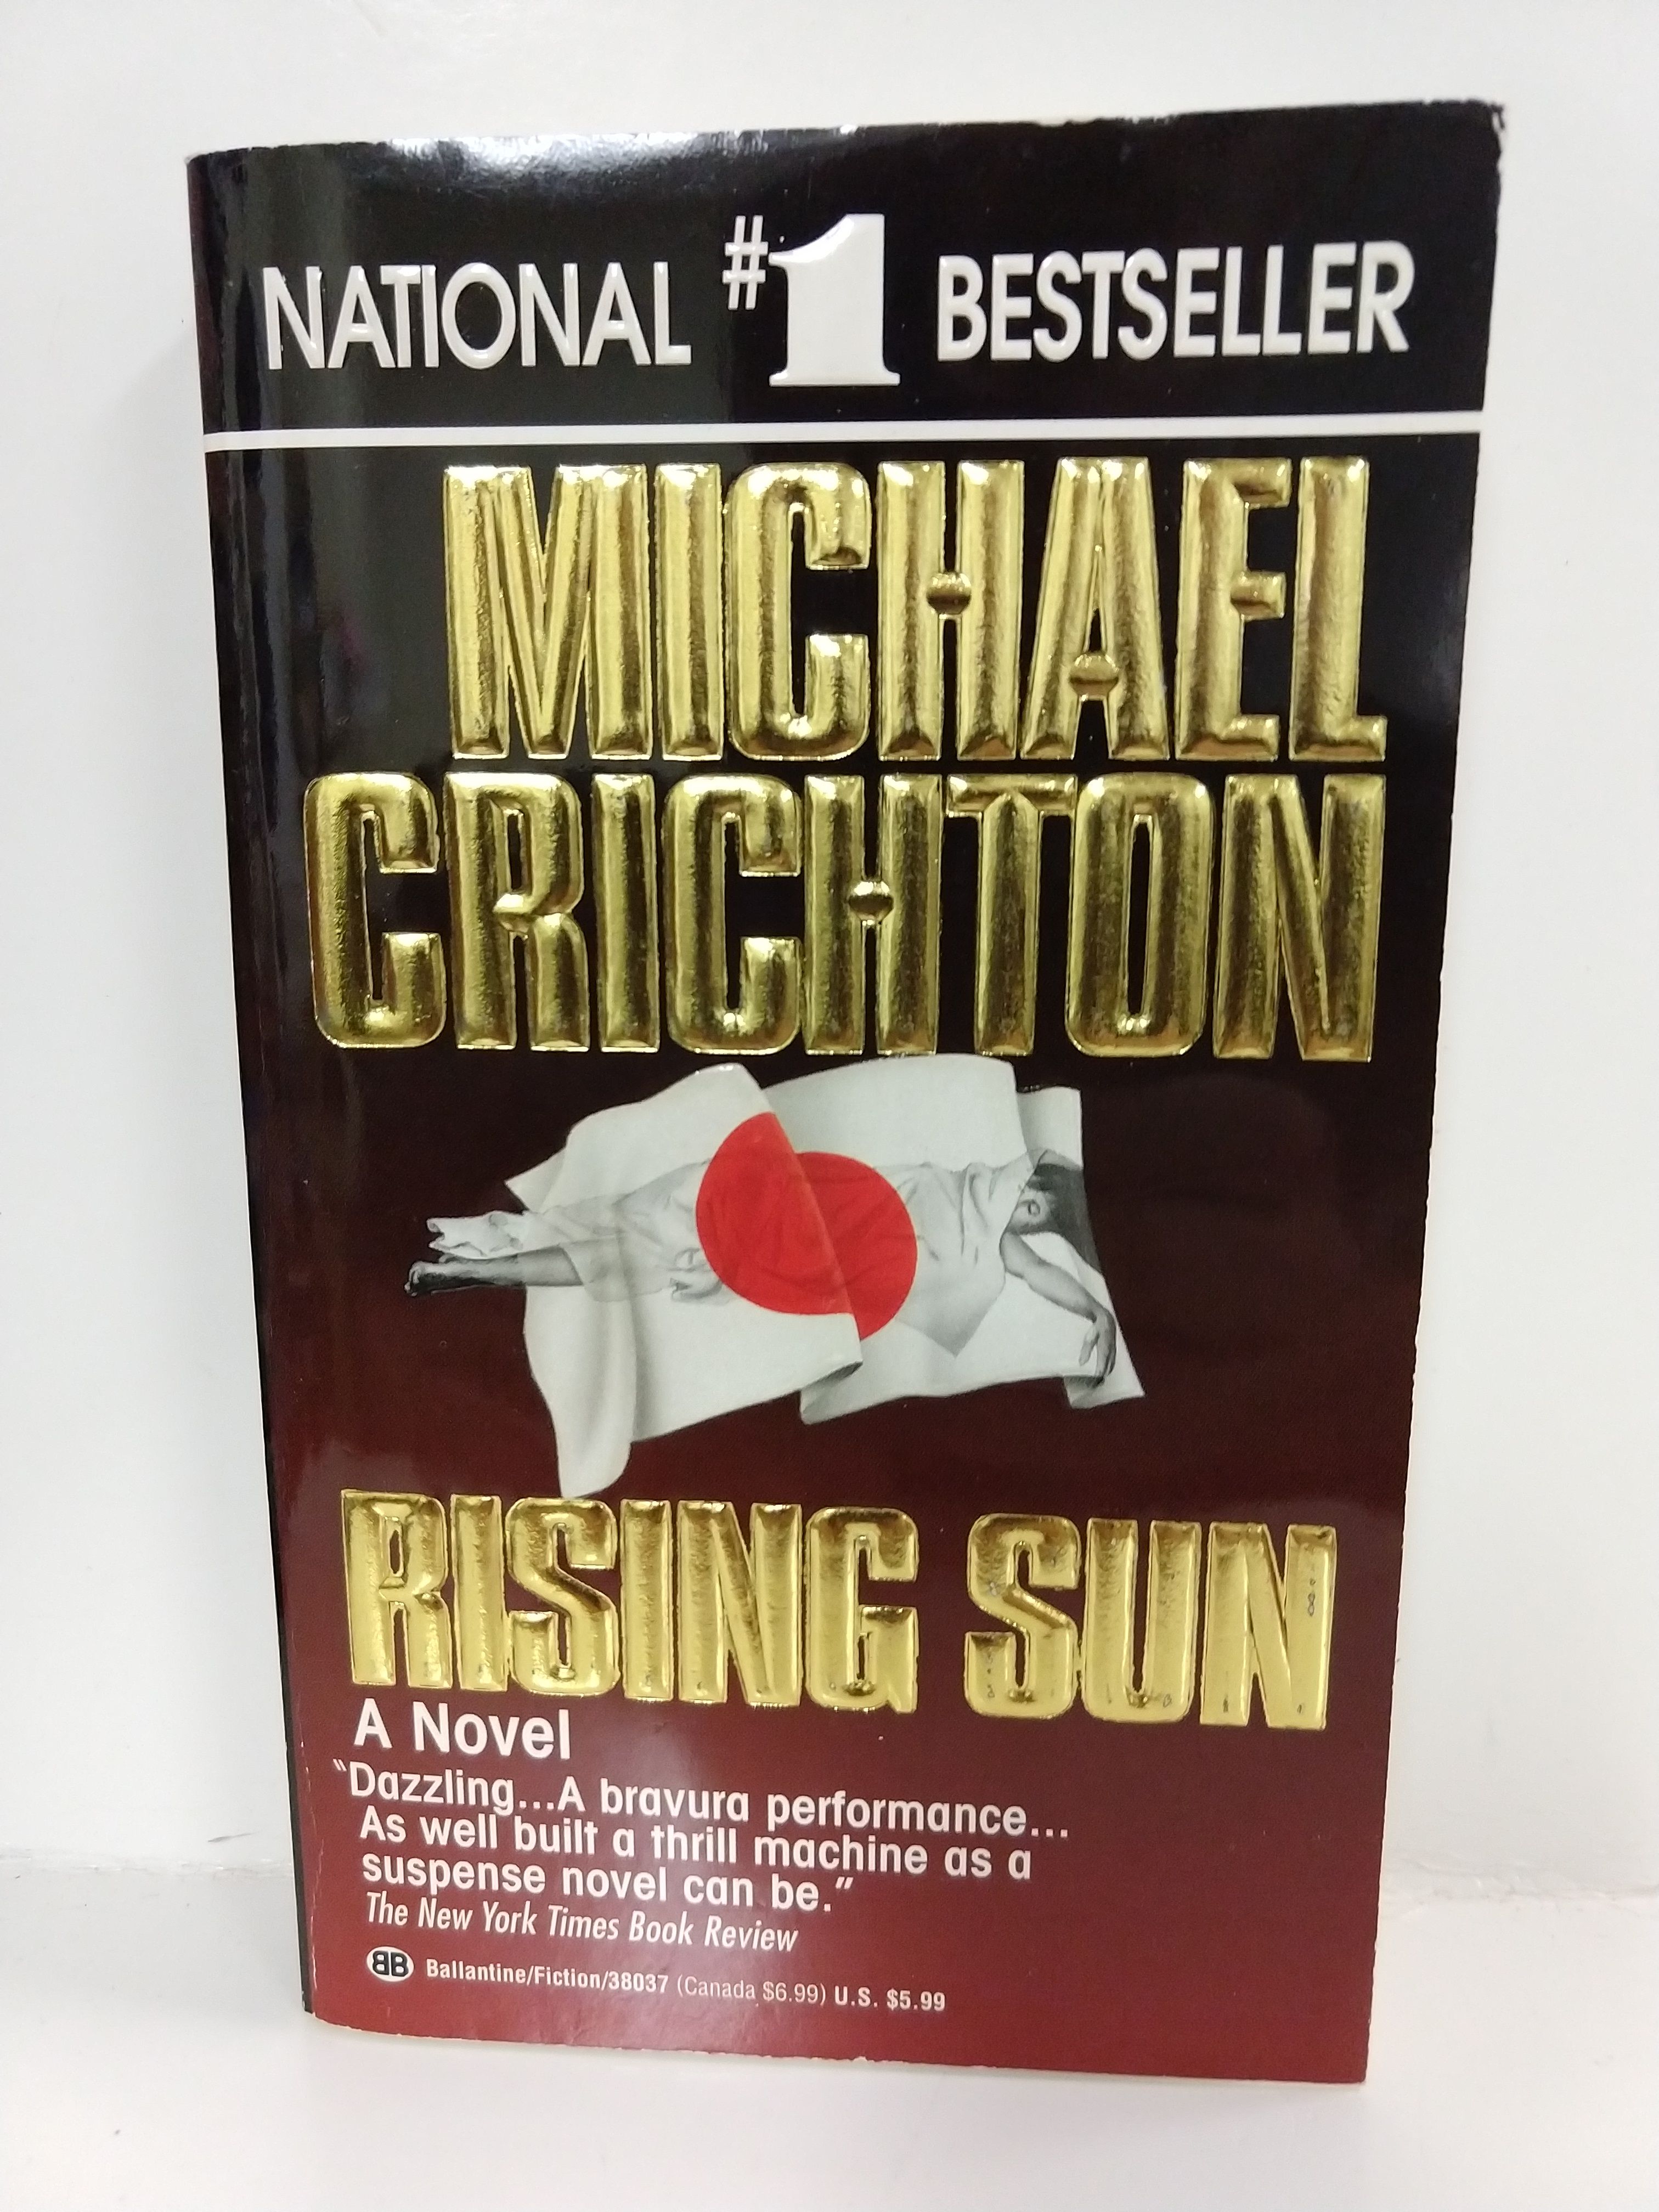 NATIONAL #1 BESTSELLER
MICHAEL
CRICHTON
RISING SUN
A Novel
"Dazzling...A bravura performance...
As well built a thrill machine as a
suspense novel can be."
The New York Times Book Review
BB Ballantine/Fiction/38037 (Canada $6.99) U.S. $5.99